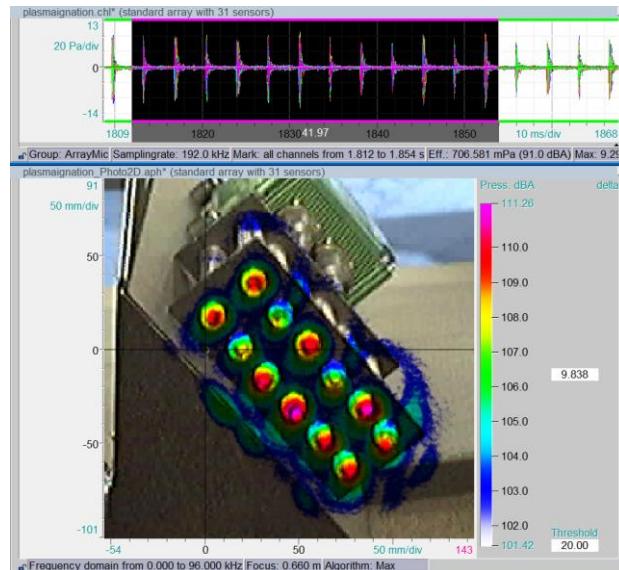 plasmaignation.chl* (standard array with 31 sensors)
13
20 Pa/div
0
-14
1809 1820 1830 41.97 1840 1850 10 ms/div 1868
Group: ArrayMic Samplingrate: 192.0 kHz Mark: all channels from 1.812 to 1.854 s Eff.: 706.581 mPa (91.0 dBA) Max: 9.29
plasmaignation_Photo2D.aph* (standard array with 31 sensors)
91
50 mm/div
50
0
-50
-101
-54 0 50 50 mm/div 143
Press. dBA delta
111.26
110.0
109.0
108.0
107.0
106.0
105.0
104.0
103.0
102.0
101.42
9.838
Threshold
20.00
Frequency domain from 0.000 to 96.000 kHz Focus: 0.660 m Algorithm: Max